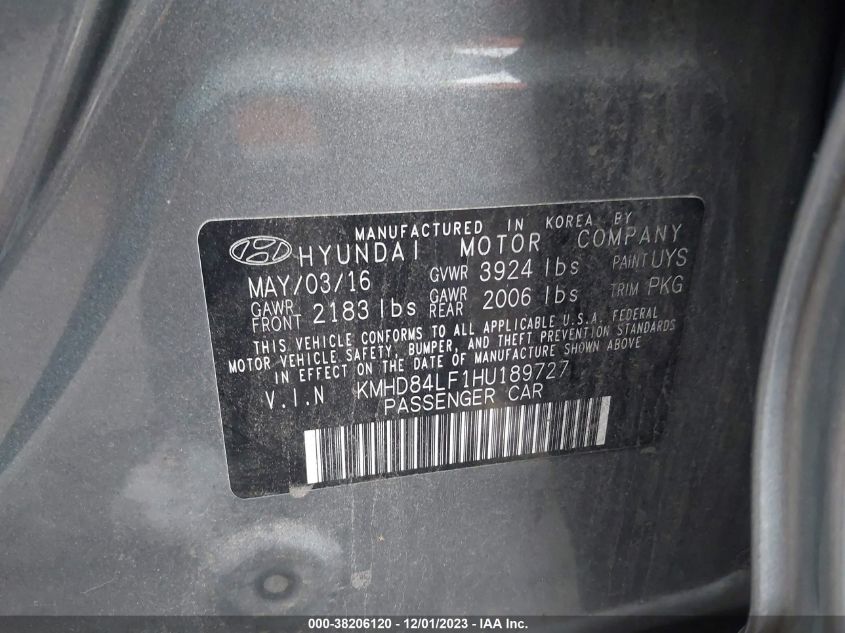 MANUFACTURED IN KOREA BY
HYUNDAI MOTOR COMPANY
MAY/03/16 GVWR 3924 lbs PAINT UYS
GAWR FRONT 2183 lbs GAWR REAR 2006 lbs TRIM PKG
THIS VEHICLE CONFORMS TO ALL APPLICABLE U.S.A. FEDERAL
MOTOR VEHICLE SAFETY, BUMPER, AND THEFT PREVENTION STANDARDS
IN EFFECT ON THE DATE OF MANUFACTURE SHOWN ABOVE
V.I.N KMHD84LF1HU189727
PASSENGER CAR
000-38206120 - 12/01/2023 - IAA Inc.